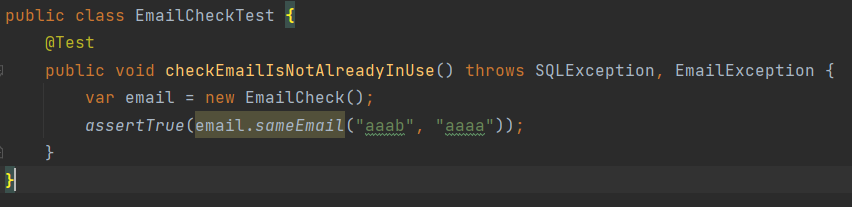 public class EmailCheckTest {
@Test
public void checkEmailIsNotAlreadyInUse() throws SQLException, EmailException {
var email = new EmailCheck();
assertTrue(email.sameEmail("aaab", "aaaa"));
}
}